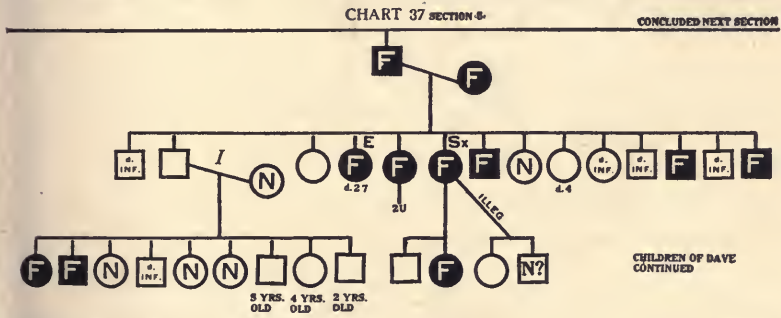 CHART 37 SECTION 5.
CONCLUDED NEXT SECTION
F
F
E Sx
d. INF. I N F F F F N d. INF. d. INF. F d. INF. F
d.27 d.4
2U
ILLEG
F F N d. INF. N N F N?
CHILDREN OF DAVE
CONTINUED
5 YRS. 4 YRS. 2 YRS.
OLD OLD OLD